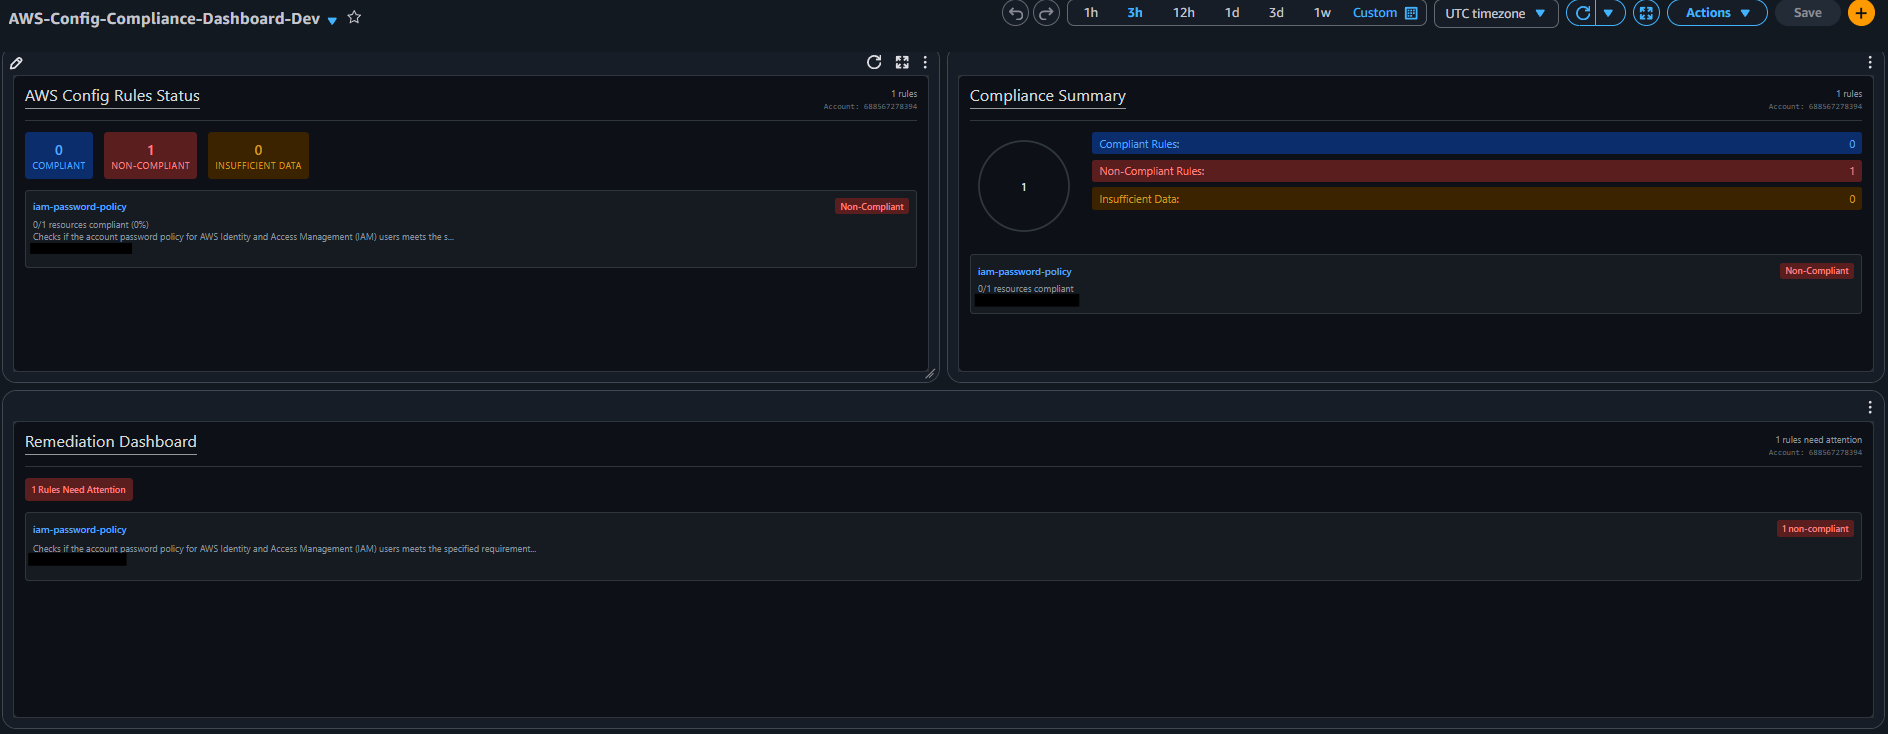 AWS-Config-Compliance-Dashboard-Dev
1h 3h 12h 1d 3d 1w Custom UTC timezone Actions Save
AWS Config Rules Status
1 rules
Account: 688567278394
0
COMPLIANT
1
NON-COMPLIANT
0
INSUFFICIENT DATA
iam-password-policy
Non-Compliant
0/1 resources compliant (0%)
Checks if the account password policy for AWS Identity and Access Management (IAM) users meets the s...
Compliance Summary
1 rules
Account: 688567278394
1
Compliant Rules: 0
Non-Compliant Rules: 1
Insufficient Data: 0
iam-password-policy
Non-Compliant
0/1 resources compliant
Remediation Dashboard
1 rules need attention
Account: 688567278394
1 Rules Need Attention
iam-password-policy
1 non-compliant
Checks if the account password policy for AWS Identity and Access Management (IAM) users meets the specified requirement...